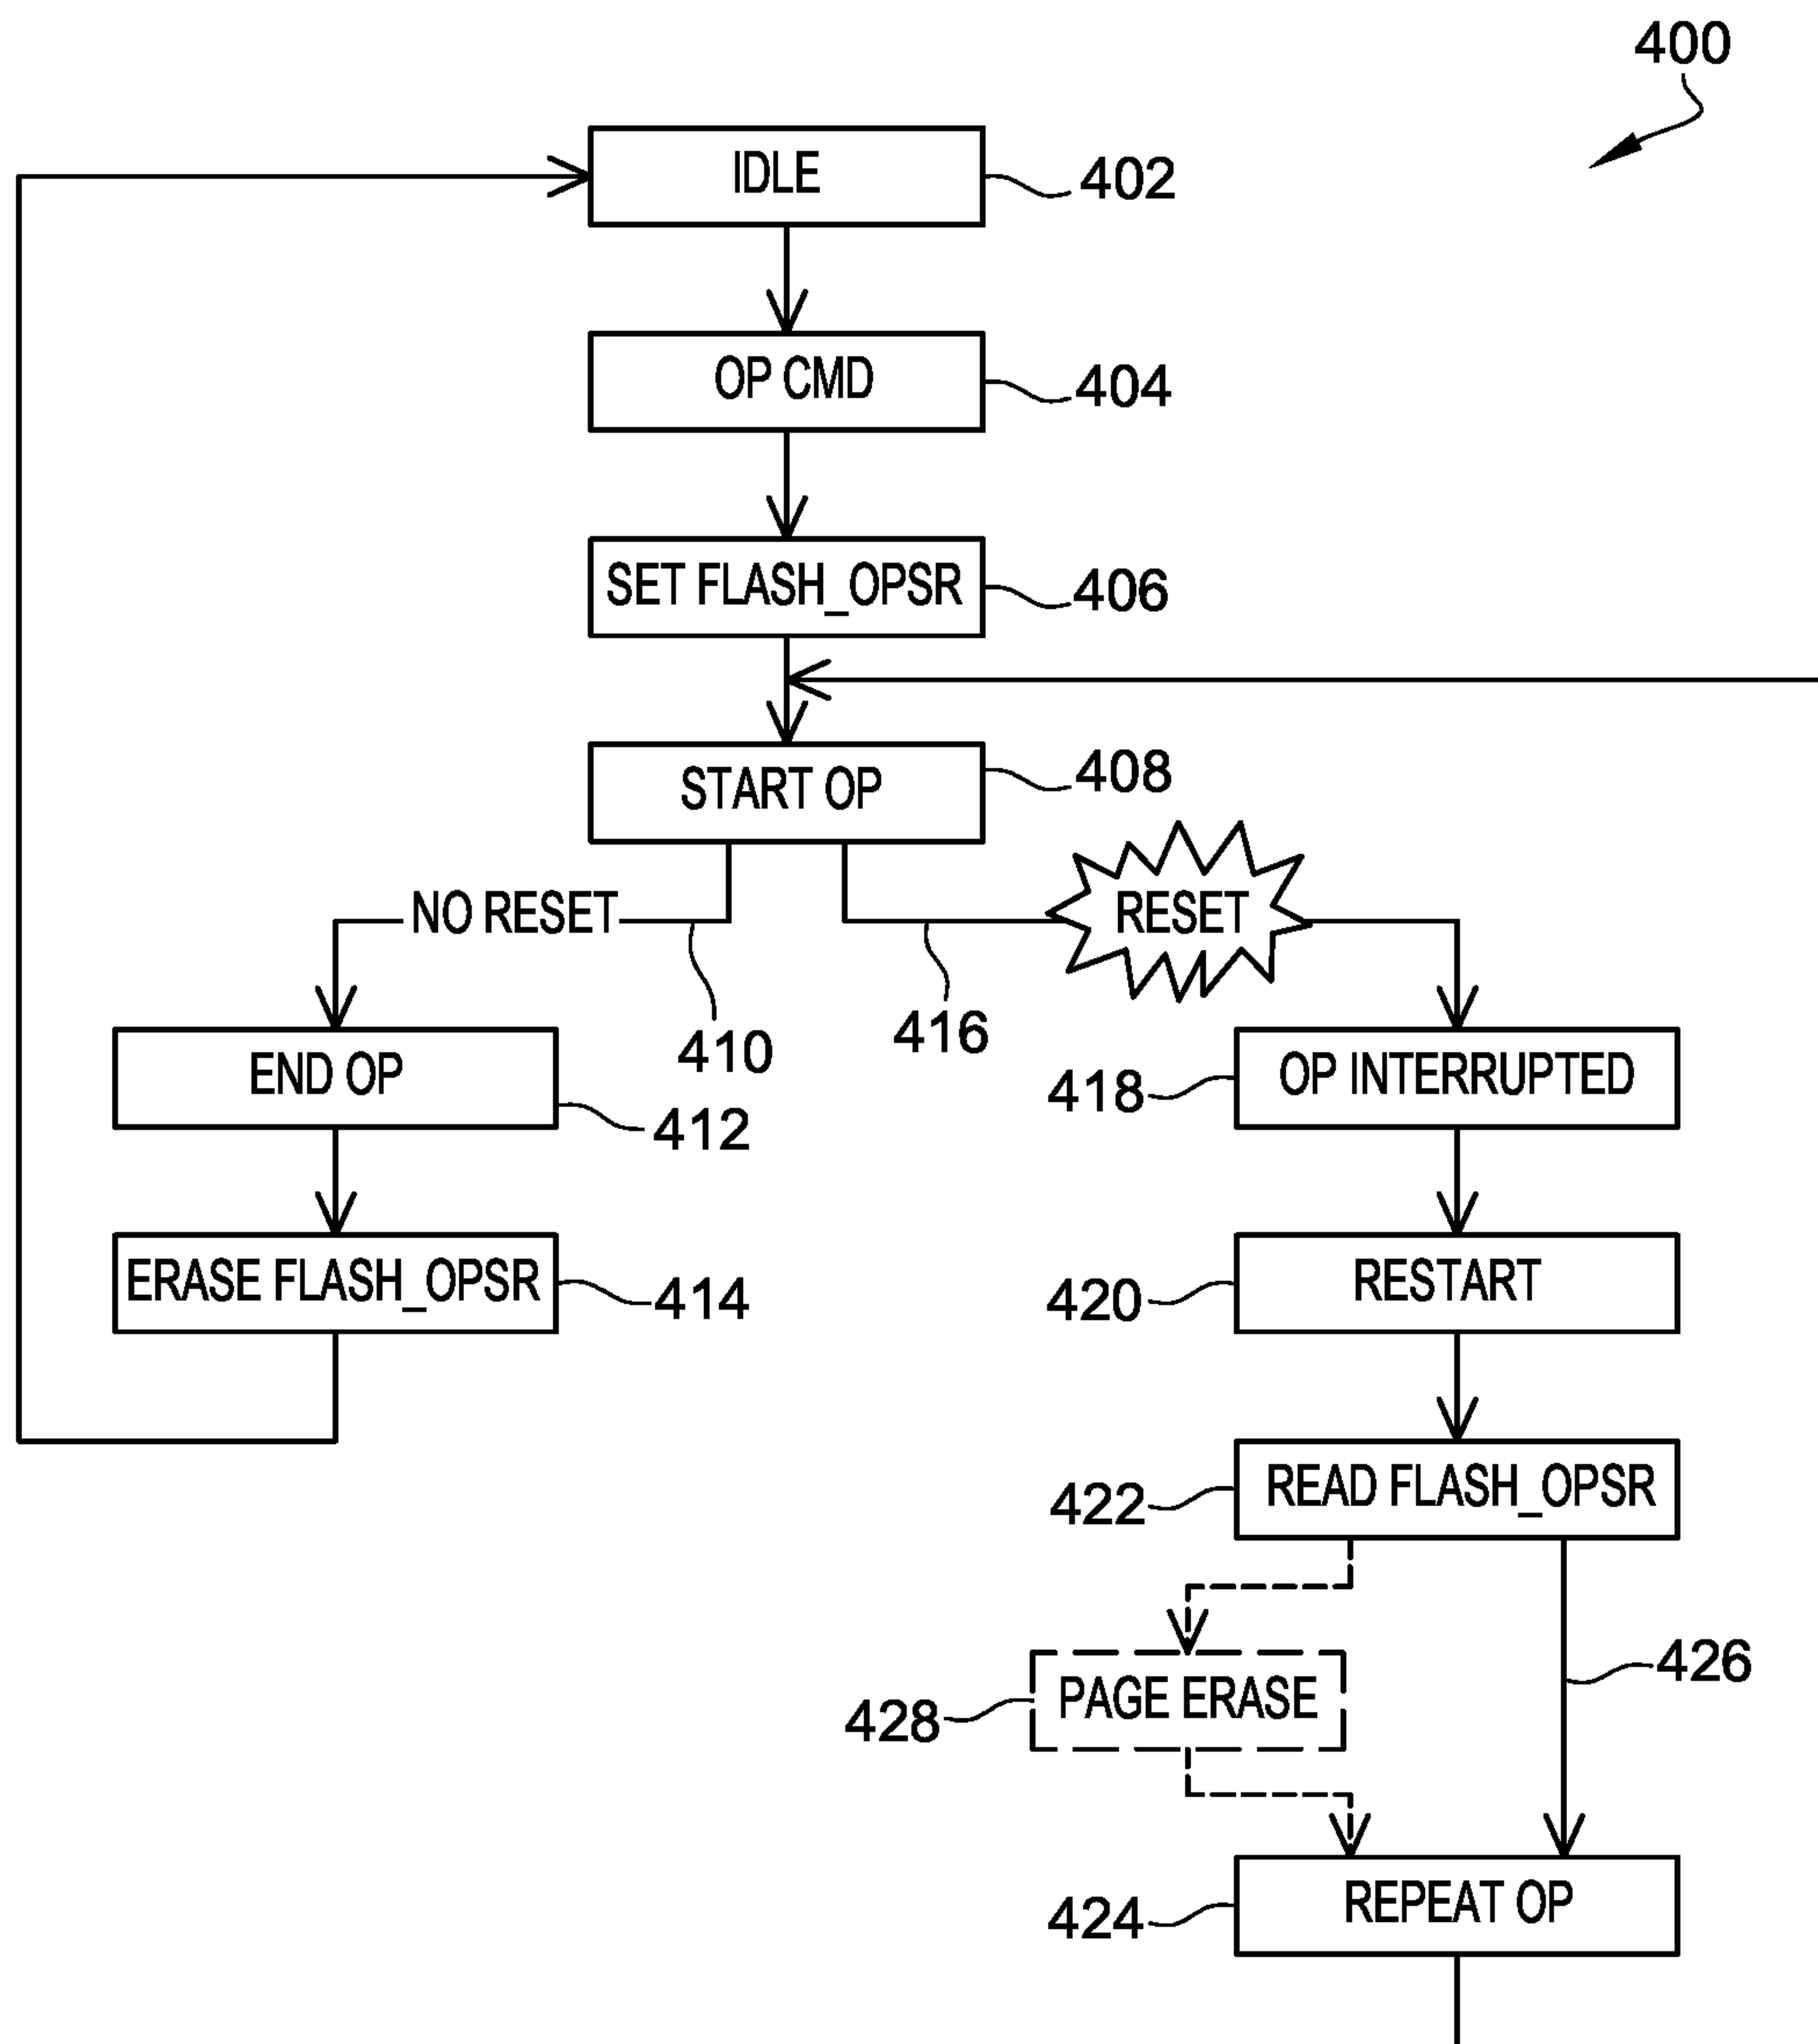 400
IDLE
402
OP CMD
404
SET FLASH_OPSR
406
START OP
408
NO RESET
RESET
410
416
END OP
412
418
OP INTERRUPTED
ERASE FLASH_OPSR
414
420
RESTART
422
READ FLASH_OPSR
428
PAGE ERASE
426
424
REPEAT OP